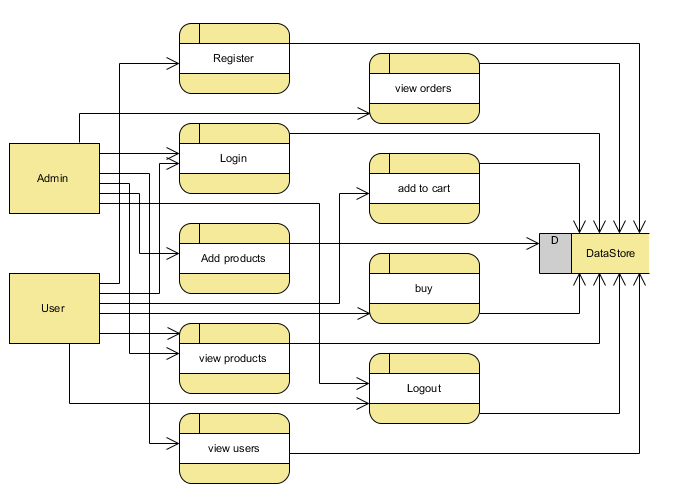 Register
view orders
Login
Admin
add to cart
D
DataStore
Add products
buy
User
view products
Logout
view users